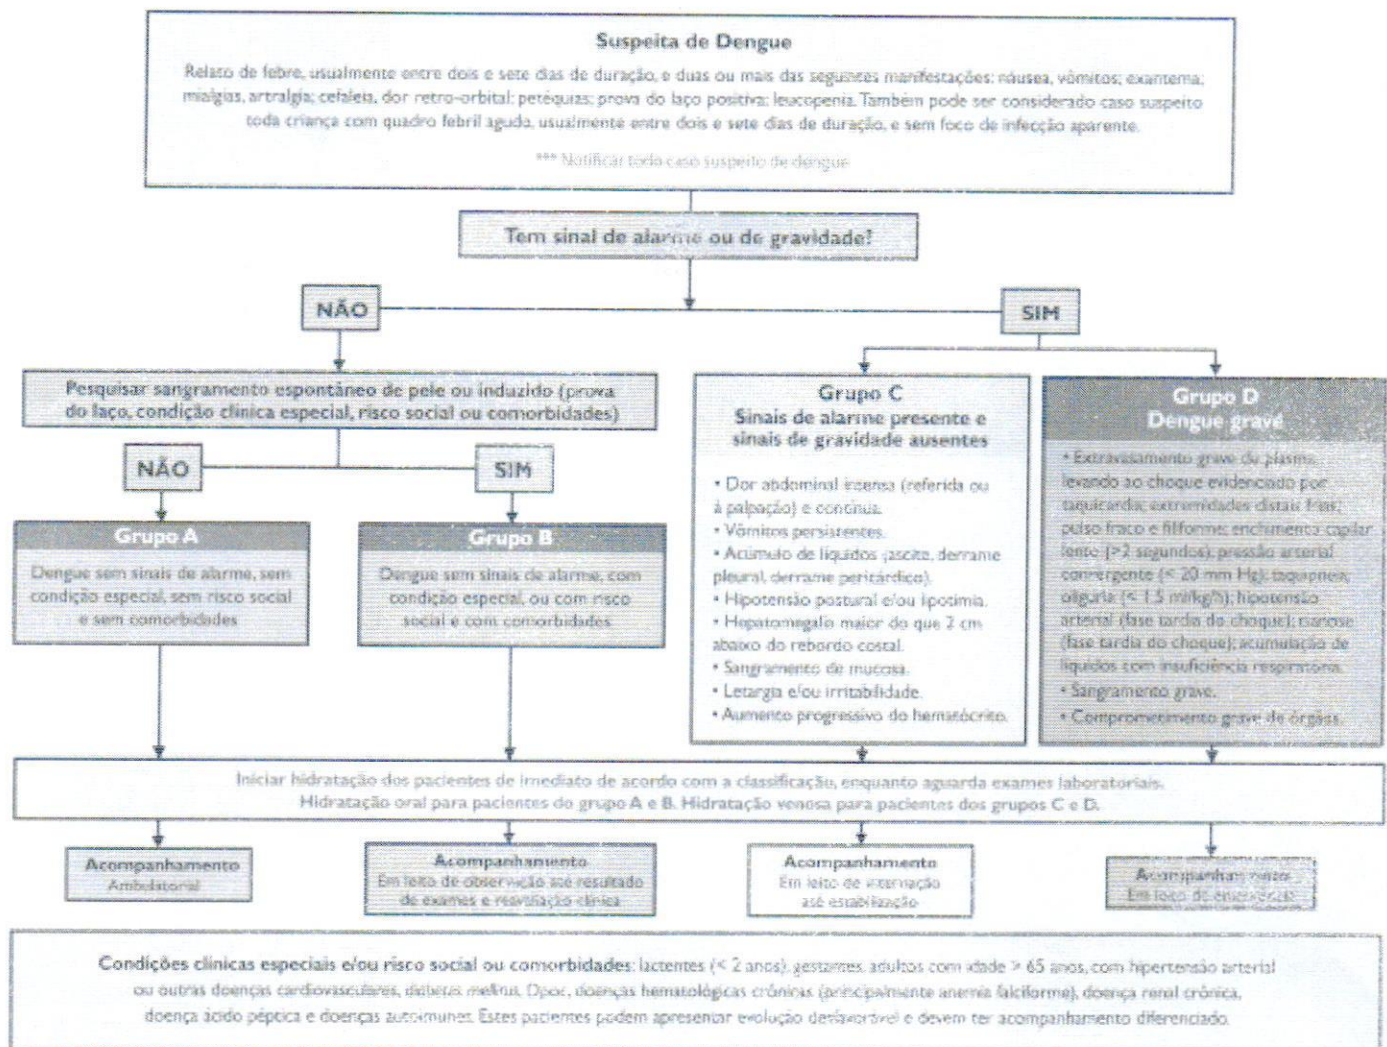 Suspeita de Dengue
Relato de febre, usualmente entre dois e sete dias de duração, e duas ou mais das seguintes manifestações: náusea, vômitos; exantema;
mialgias, artralgia; cefaleia, dor retro-orbital; petéquias; prova do laço positiva; leucopenia. Também pode ser considerado caso suspeito
toda criança com quadro febril agudo, usualmente entre dois e sete dias de duração, e sem foco de infecção aparente.
*** Notificar todo caso suspeito de dengue
Tem sinal de alarme ou de gravidade?
NÃO
SIM
Pesquisar sangramento espontâneo de pele ou induzido (prova
do laço, condição clínica especial, risco social ou comorbidades)
NÃO
SIM
Grupo A
Dengue sem sinais de alarme, sem
condição especial, sem risco social
e sem comorbidades
Grupo B
Dengue sem sinais de alarme, com
condição especial, ou com risco
social e com comorbidades
Grupo C
Sinais de alarme presente e
sinais de gravidade ausentes
• Dor abdominal intensa (referida ou
à palpação) e contínua.
• Vômitos persistentes.
• Acúmulo de líquidos (ascite, derrame
pleural, derrame pericárdico).
• Hipotensão postural e/ou lipotimia.
• Hepatomegalia maior do que 2 cm
abaixo do rebordo costal.
• Sangramento de mucosa.
• Letargia e/ou irritabilidade.
• Aumento progressivo do hematócrito.
Grupo D
Dengue grave
• Extravasamento grave de plasma,
levando ao choque evidenciado por
taquicardia; extremidades distais frias;
pulso fraco e filiforme; enchimento capilar
lento (>2 segundos); pressão arterial
convergente (< 20 mm Hg); taquipneia;
oligúria (< 1.5 ml/kg/h); hipotensão
arterial (fase tardia do choque); cianose
(fase tardia do choque); acumulação de
líquidos com insuficiência respiratória.
• Sangramento grave.
• Comprometimento grave de órgãos.
Iniciar hidratação dos pacientes de imediato de acordo com a classificação, enquanto aguarda exames laboratoriais.
Hidratação oral para pacientes do grupo A e B. Hidratação venosa para pacientes dos grupos C e D.
Acompanhamento
Ambulatorial
Acompanhamento
Em leito de observação até resultado
de exames e reavaliação clínica
Acompanhamento
Em leito de internação
até estabilização
Acompanhamento
Em leito de emergência
Condições clínicas especiais e/ou risco social ou comorbidades: lactentes (< 2 anos), gestantes, adultos com idade > 65 anos, com hipertensão arterial
ou outras doenças cardiovasculares, diabetes mellitus, Dpoc, doenças hematológicas crônicas (principalmente anemia falciforme), doença renal crônica,
doença ácido péptica e doenças autoimunes. Estes pacientes podem apresentar evolução desfavorável e devem ter acompanhamento diferenciado.